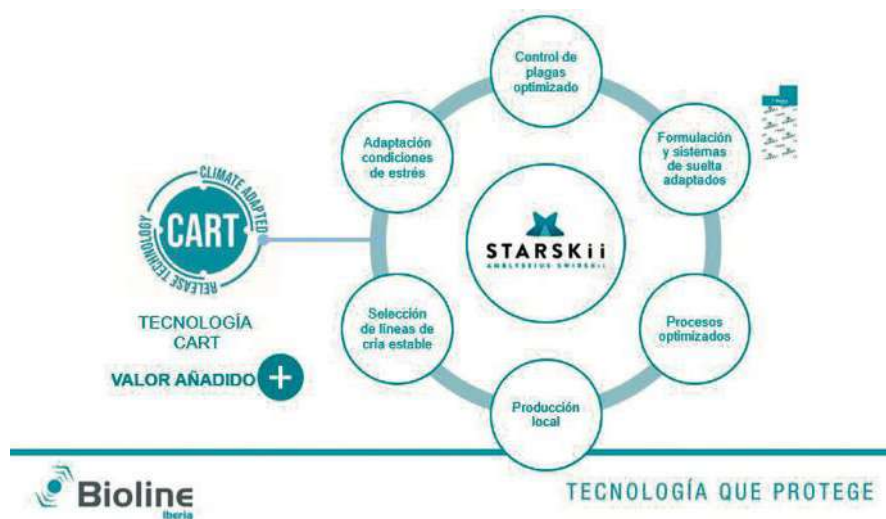 Control de
plagas
optimizado
Adaptación
condiciones
de estrés
Formulación
y sistemas
de suelta
adaptados
CLIMATE ADAPTED
RELEASE TECHNOLOGY
CART
STARSKii
AMBLYSEIUS SWIRSKII
TECNOLOGÍA
CART
VALOR AÑADIDO +
Selección
de líneas de
cría estable
Procesos
optimizados
Producción
local
Bioline
Iberia
TECNOLOGÍA QUE PROTEGE